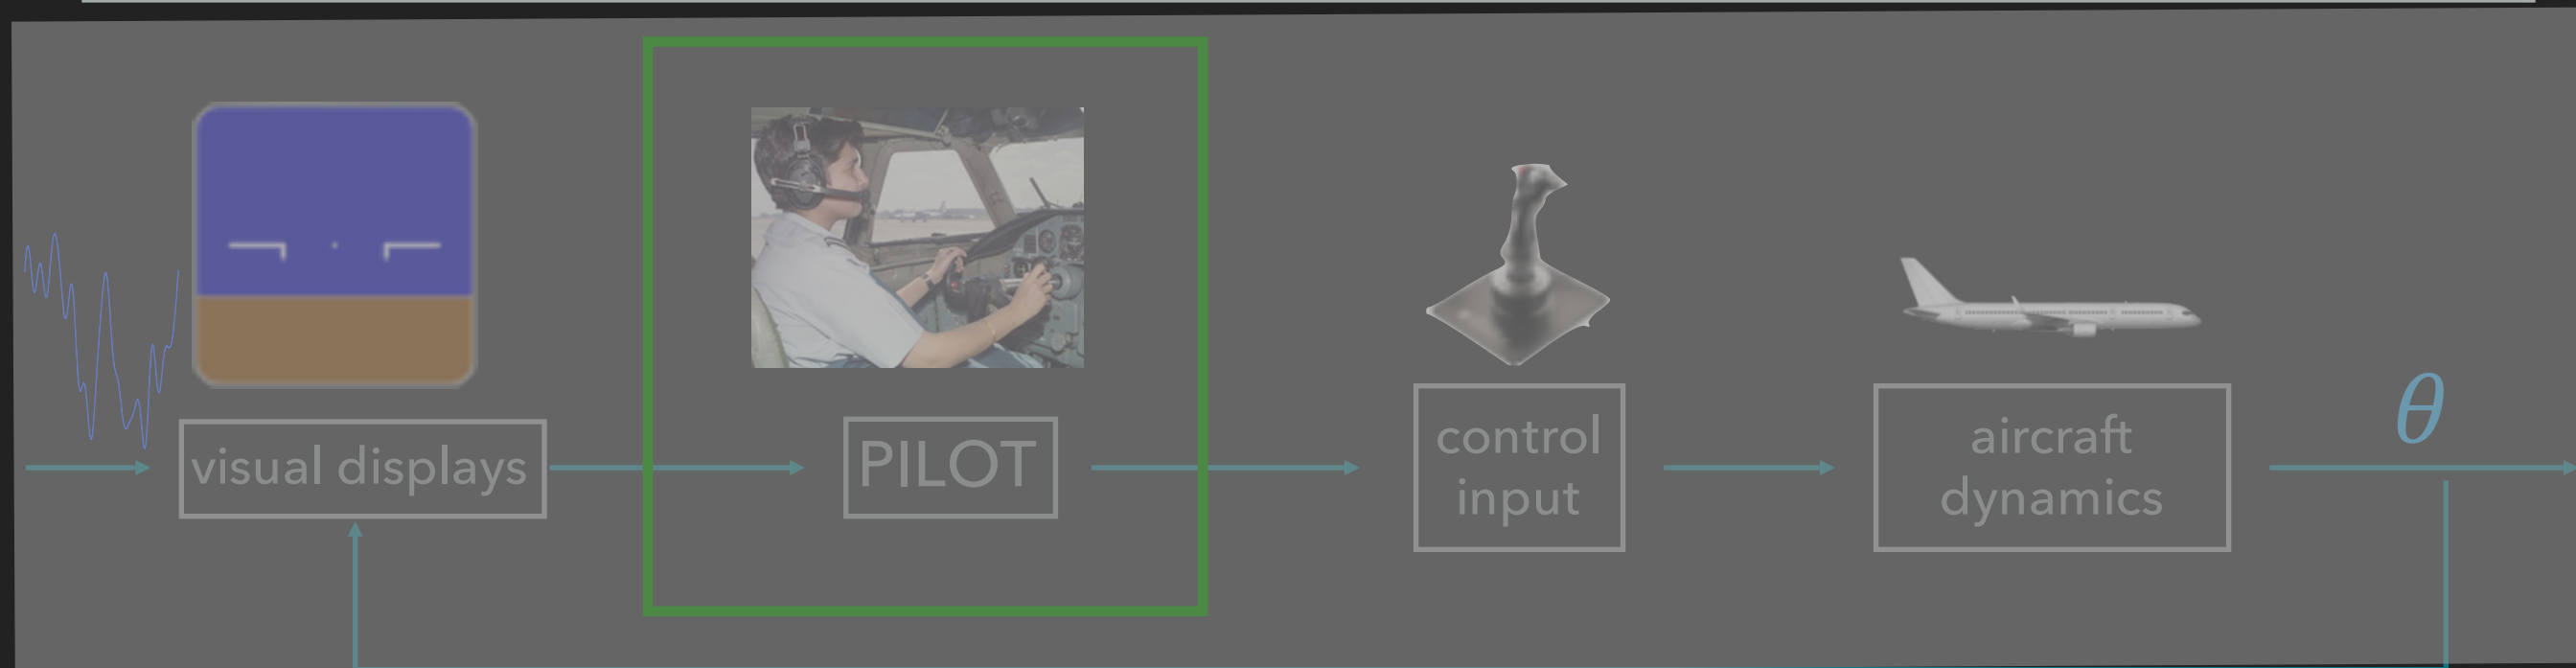 visual displays
PILOT
control
input
aircraft
dynamics
θ